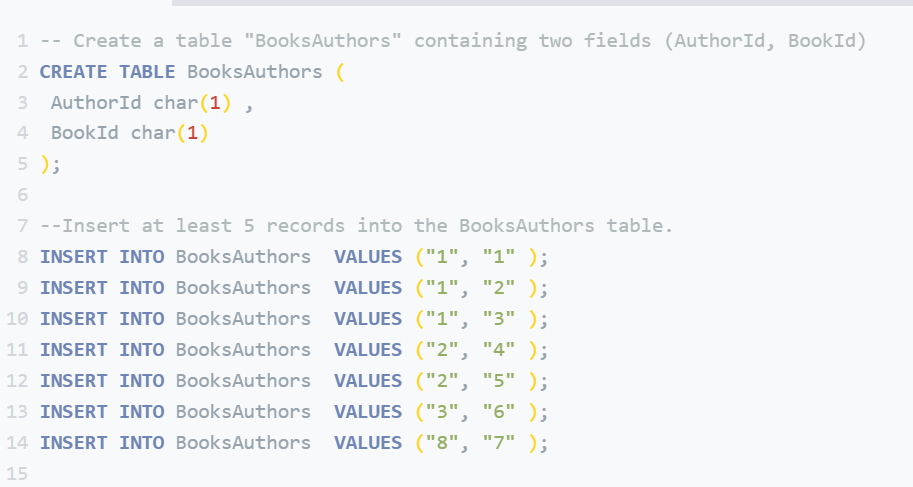 1 -- Create a table "BooksAuthors" containing two fields (AuthorId, BookId)
2 CREATE TABLE BooksAuthors (
3  AuthorId char(1) ,
4  BookId char(1)
5 );
6
7 --Insert at least 5 records into the BooksAuthors table.
8 INSERT INTO BooksAuthors  VALUES ("1", "1" );
9 INSERT INTO BooksAuthors  VALUES ("1", "2" );
10 INSERT INTO BooksAuthors  VALUES ("1", "3" );
11 INSERT INTO BooksAuthors  VALUES ("2", "4" );
12 INSERT INTO BooksAuthors  VALUES ("2", "5" );
13 INSERT INTO BooksAuthors  VALUES ("3", "6" );
14 INSERT INTO BooksAuthors  VALUES ("8", "7" );
15